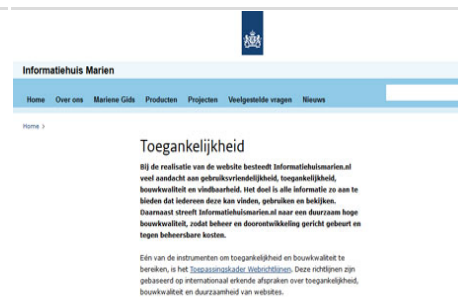 Informatiehuis Marien
Home Over ons Mariene Gids Producten Projecten Veelgestelde vragen Nieuws
Home >
Toegankelijkheid
Bij de realisatie van de website besteedt Informatiehuismarien.nl
veel aandacht aan gebruiksvriendelijkheid, toegankelijkheid,
bouwkwaliteit en vindbaarheid. Het doel is alle informatie zo aan te
bieden dat iedereen deze kan vinden, gebruiken en bekijken.
Daarnaast streeft Informatiehuismarien.nl naar een duurzaam hoge
bouwkwaliteit, zodat beheer en doorontwikkeling gericht gebeurt en
tegen beheersbare kosten.
Eén van de instrumenten om toegankelijkheid en bouwkwaliteit te
bereiken, is het Toepassingskader Webrichtlijnen. Deze richtlijnen zijn
gebaseerd op internationaal erkende afspraken over toegankelijkheid,
bouwkwaliteit en duurzaamheid van websites.